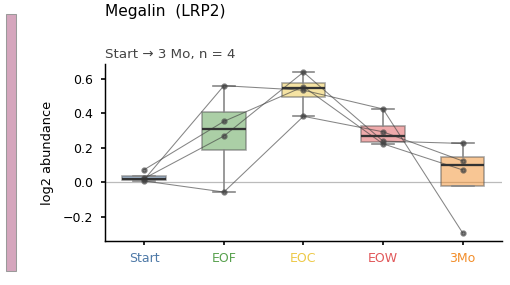 Megalin (LRP2)
Start → 3 Mo, n = 4
log2 abundance
0.6
0.4
0.2
0.0
−0.2
Start EOF EOC EOW 3Mo